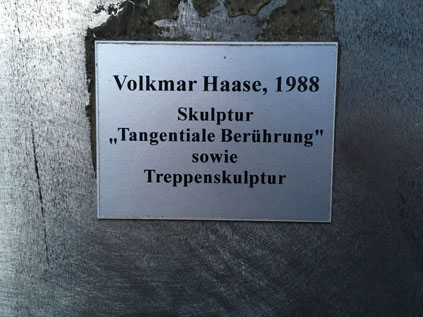 Volkmar Haase, 1988
Skulptur
„Tangentiale Berührung"
sowie
Treppenskulptur